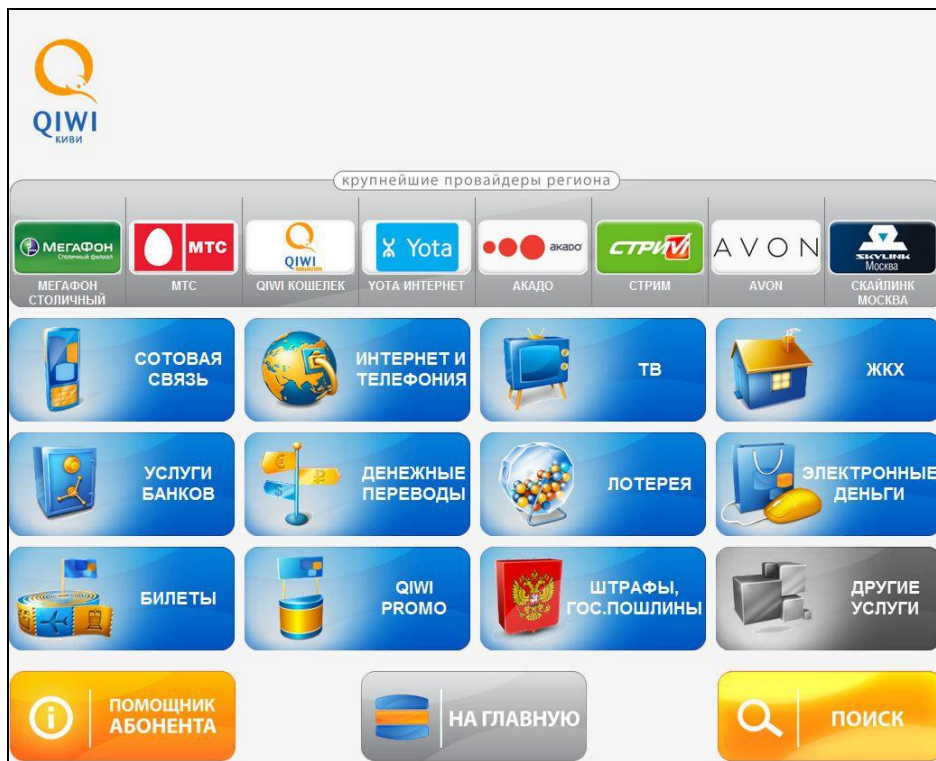 QIWI
КИВИ
крупнейшие провайдеры региона
МЕГАФОН
Столичный филиал
МТС
QIWI
КОШЕЛЕК
Yota
AKADO
СТРИМ
AVON
SKYLINK
Москва
МЕГАФОН
СТОЛИЧНЫЙ
МТС
QIWI КОШЕЛЕК
YOTA ИНТЕРНЕТ
АКАДО
СТРИМ
AVON
СКАЙЛИНК
МОСКВА
СОТОВАЯ
СВЯЗЬ
ИНТЕРНЕТ И
ТЕЛЕФОНИЯ
ТВ
ЖКХ
УСЛУГИ
БАНКОВ
ДЕНЕЖНЫЕ
ПЕРЕВОДЫ
ЛОТЕРЕЯ
ЭЛЕКТРОННЫЕ
ДЕНЬГИ
БИЛЕТЫ
QIWI
PROMO
ШТРАФЫ,
ГОС.ПОШЛИНЫ
ДРУГИЕ
УСЛУГИ
ПОМОЩНИК
АБОНЕНТА
НА ГЛАВНУЮ
ПОИСК